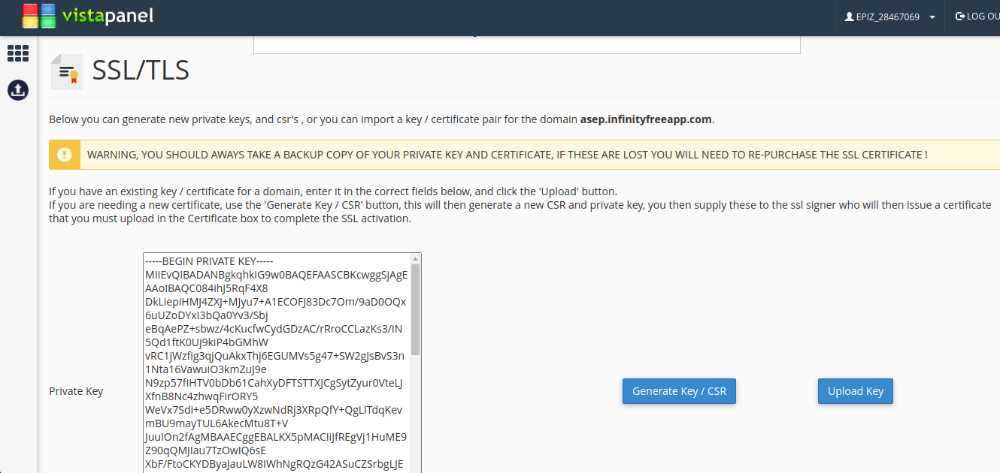 vistapanel
EPIZ_28467069
LOG OU
SSL/TLS
Below you can generate new private keys, and csr's , or you can import a key / certificate pair for the domain asep.infinityfreeapp.com.
WARNING, YOU SHOULD AWAYS TAKE A BACKUP COPY OF YOUR PRIVATE KEY AND CERTIFICATE, IF THESE ARE LOST YOU WILL NEED TO RE-PURCHASE THE SSL CERTIFICATE !
If you have an existing key / certificate for a domain, enter it in the correct fields below, and click the 'Upload' button.
If you are needing a new certificate, use the 'Generate Key / CSR' button, this will then generate a new CSR and private key, you then supply these to the ssl signer who will then issue a certificate
that you must upload in the Certificate box to complete the SSL activation.
Private Key
-----BEGIN PRIVATE KEY-----
MIIEvQIBADANBgkqhkiG9w0BAQEFAASCBKcwggSjAgE
AAoIBAQC084ihJ5RqF4X8
DkLiepiHMJ4ZXJ+MJyu7+A1ECOFJ83Dc7Om/9aD0OQx
6uUZoDYxI3bQa0Yv3/Sbj
eBqAePZ+sbwz/4cKucfwCydGDzAC/rRroCCLazKs3/IN
5Qd1ftK0Uj9kiP4bGMhW
vRC1jWzfig3qjQuAkxThj6EGUMVs5g47+SW2gJsBvS3n
1Nta16VawuiO3kmZuJ9e
N9zp57fIHTV0bDb61CahXyDFTSTTXJCgSytZyur0VteLJ
XfnB8Nc4zhwqFirORY5
WeVx7Sdi+e5DRww0yXzwNdRj3XRpQfY+QgLlTdqKev
mBU9mayTUL6AkecMtu8T+V
JuuIOn2fAgMBAAECggEBALKX5pMACIiJfREgVj1HuME9
Z90qQMJIau7TzOwIQ6sE
XbF/FtoCKYDByaJauLW8IWhNgRQzG42ASuCZSrbgLJE
Generate Key / CSR
Upload Key